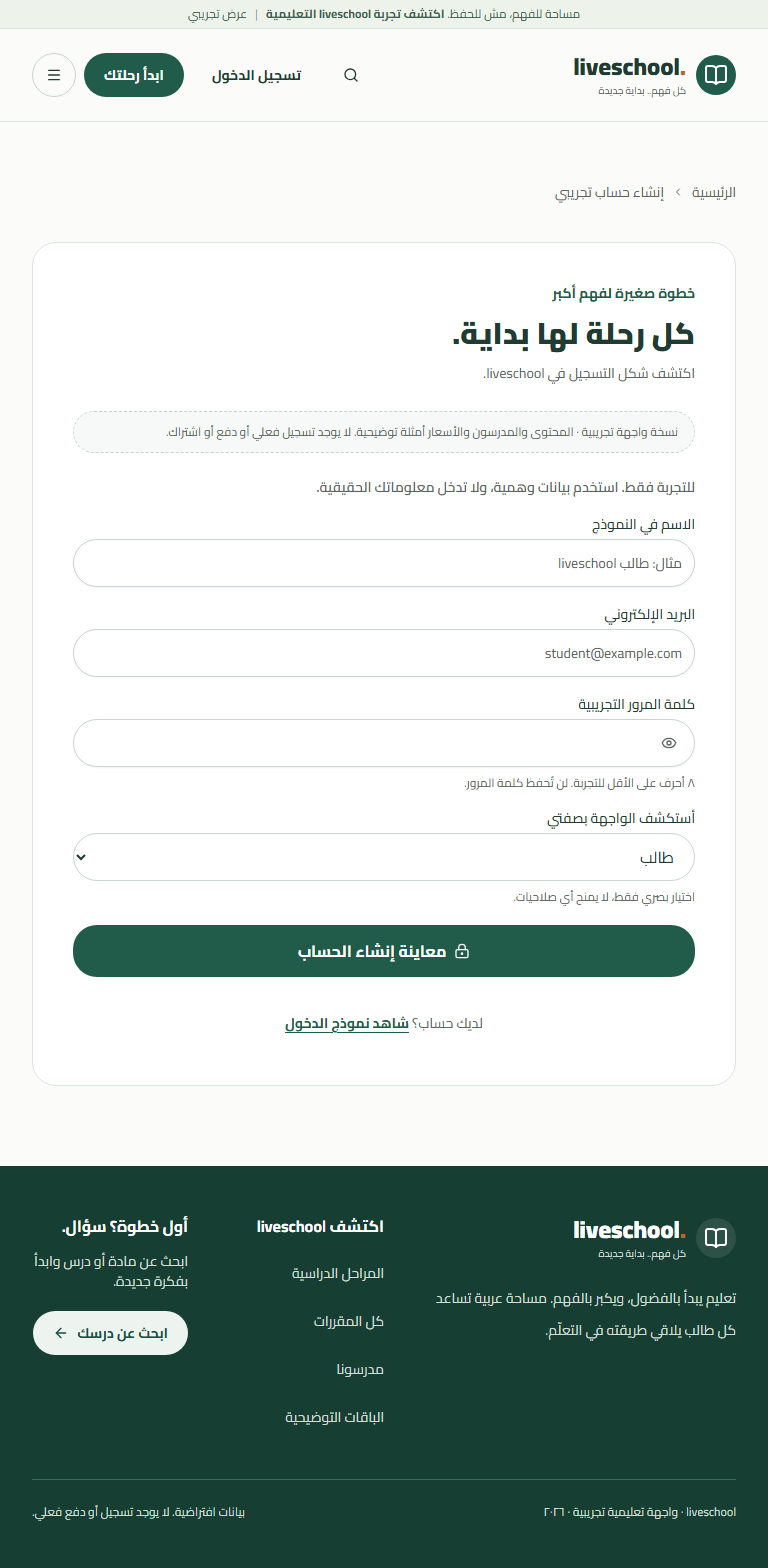 مساحة للفهم، مش للحفظ. اكتشف تجربة liveschool التعليمية | عرض تجريبي
liveschool.
كل فهم.. بداية جديدة
تسجيل الدخول
ابدأ رحلتك
الرئيسية › إنشاء حساب تجريبي
خطوة صغيرة لفهم أكبر
كل رحلة لها بداية.
اكتشف شكل التسجيل في liveschool.
نسخة واجهة تجريبية · المحتوى والمدرسون والأسعار أمثلة توضيحية. لا يوجد تسجيل فعلي أو دفع أو اشتراك.
للتجربة فقط. استخدم بيانات وهمية، ولا تدخل معلوماتك الحقيقية.
الاسم في النموذج
مثال: طالب liveschool
البريد الإلكتروني
student@example.com
كلمة المرور التجريبية
٨ أحرف على الأقل للتجربة. لن تُحفظ كلمة المرور.
أستكشف الواجهة بصفتي
طالب
اختيار بصري فقط، لا يمنح أي صلاحيات.
معاينة إنشاء الحساب
لديك حساب؟ شاهد نموذج الدخول
liveschool.
كل فهم.. بداية جديدة
تعليم يبدأ بالفضول، ويكبر بالفهم. مساحة عربية تساعد
كل طالب يلاقي طريقته في التعلّم.
اكتشف liveschool
المراحل الدراسية
كل المقررات
مدرسونا
الباقات التوضيحية
أول خطوة؟ سؤال.
ابحث عن مادة أو درس وابدأ
بفكرة جديدة.
ابحث عن درسك
liveschool · واجهة تعليمية تجريبية · ٢٠٢٦
بيانات افتراضية. لا يوجد تسجيل أو دفع فعلي.